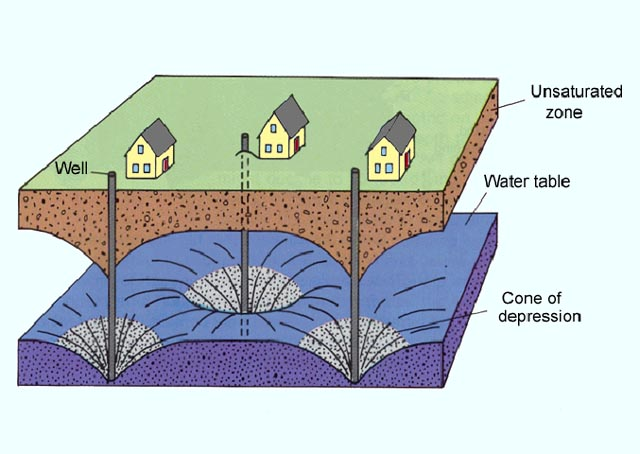 Unsaturated
zone
Well
Water table
Cone of
depression